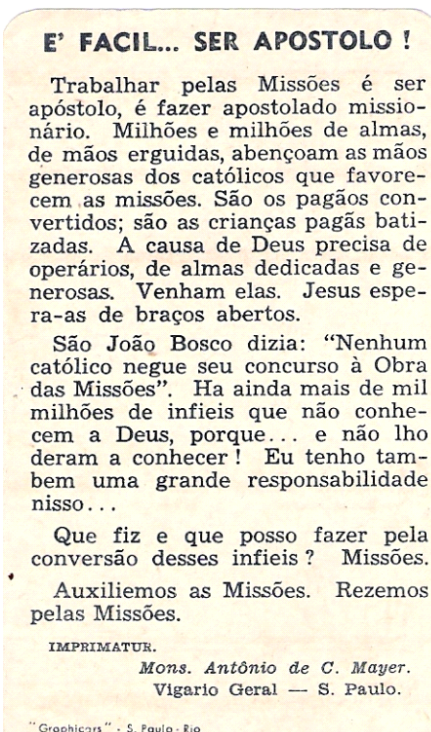 E' FACIL... SER APOSTOLO !
Trabalhar pelas Missões é ser
apóstolo, é fazer apostolado missio-
nário. Milhões e milhões de almas,
de mãos erguidas, abençoam as mãos
generosas dos católicos que favore-
cem as missões. São os pagãos con-
vertidos; são as crianças pagãs bati-
zadas. A causa de Deus precisa de
operários, de almas dedicadas e ge-
nerosas. Venham elas. Jesus espe-
ra-as de braços abertos.
São João Bosco dizia: “Nenhum
católico negue seu concurso à Obra
das Missões”. Ha ainda mais de mil
milhões de infieis que não conhe-
cem a Deus, porque... e não lho
deram a conhecer ! Eu tenho tam-
bem uma grande responsabilidade
nisso...
Que fiz e que posso fazer pela
conversão desses infieis ? Missões.
Auxiliemos as Missões. Rezemos
pelas Missões.
IMPRIMATUR.
Mons. Antônio de C. Mayer.
Vigario Geral — S. Paulo.
"Graphicars" - S. Paulo - Rio